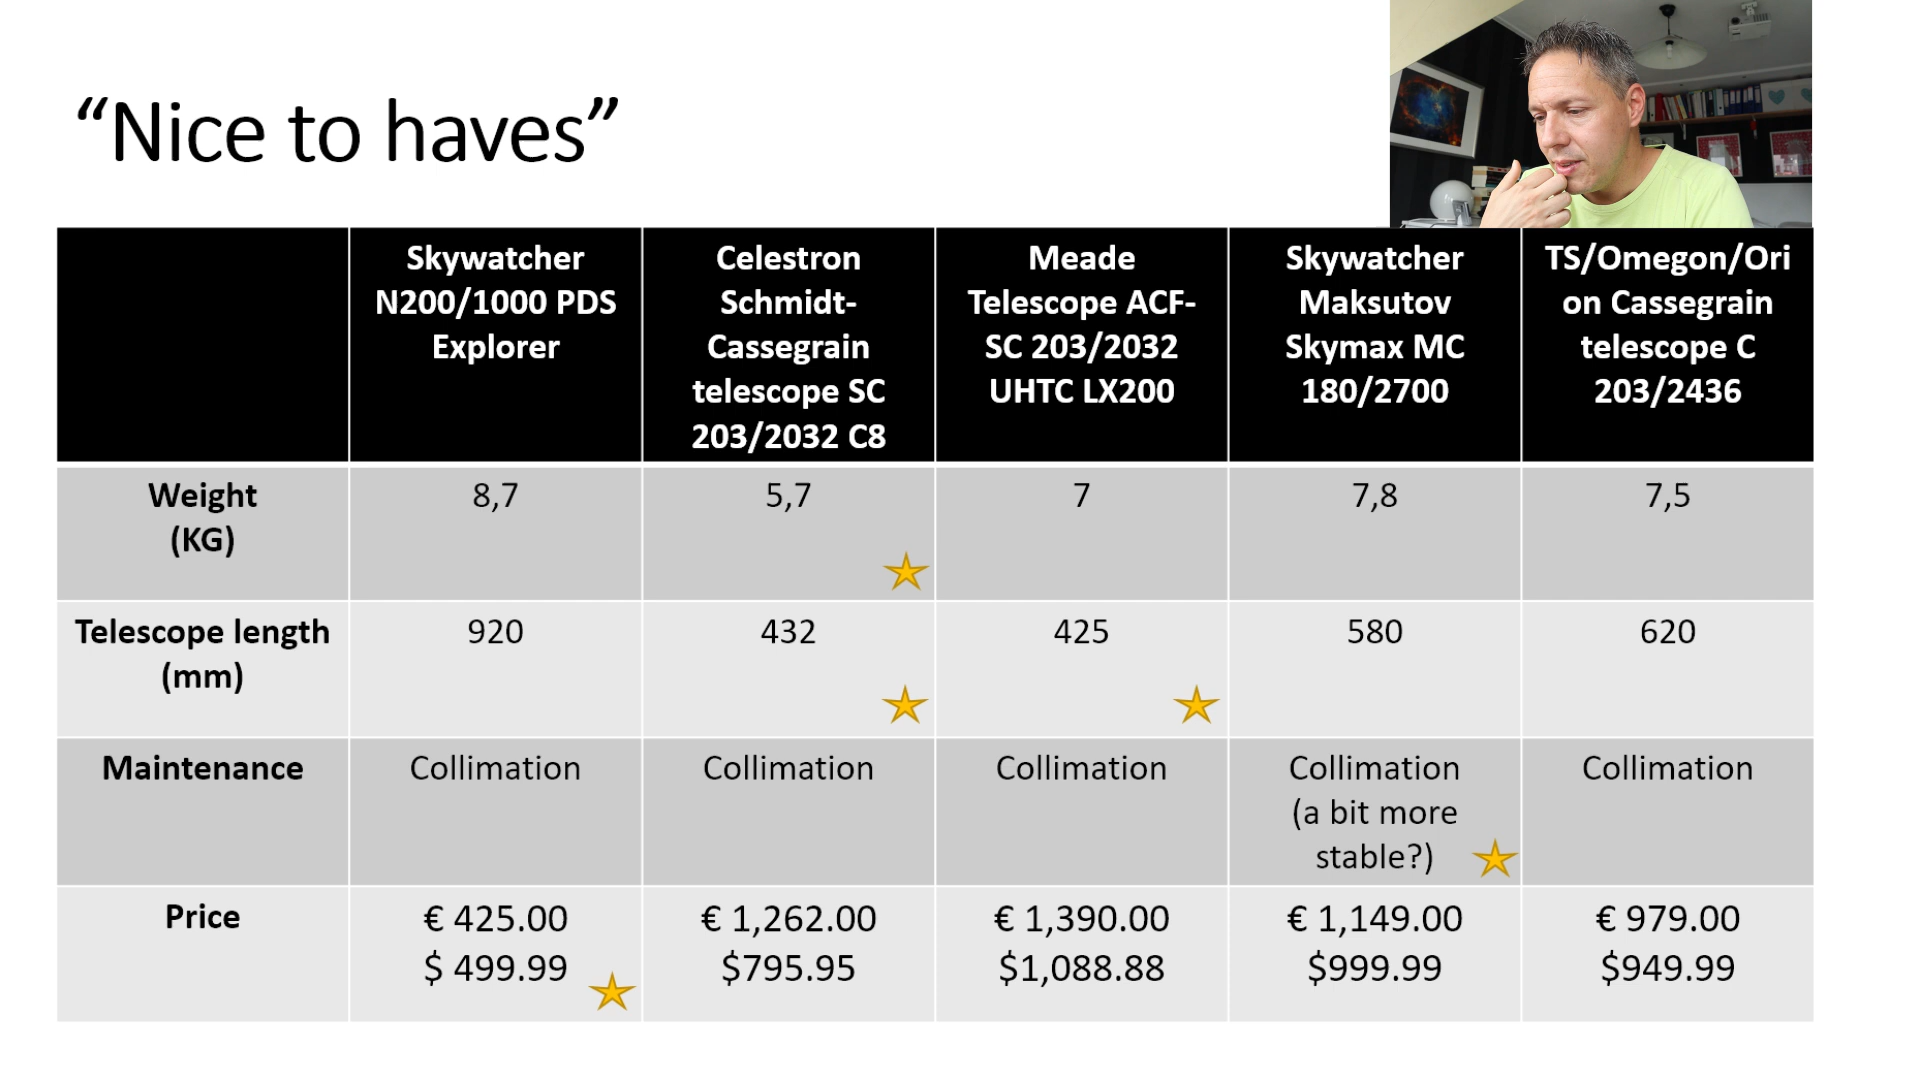 “Nice to haves”
Skywatcher
N200/1000 PDS
Explorer
Celestron
Schmidt-
Cassegrain
telescope SC
203/2032 C8
Meade
Telescope ACF-
SC 203/2032
UHTC LX200
Skywatcher
Maksutov
Skymax MC
180/2700
TS/Omegon/Ori
on Cassegrain
telescope C
203/2436
Weight
(KG)
8,7
5,7
7
7,8
7,5
Telescope length
(mm)
920
432
425
580
620
Maintenance
Collimation
Collimation
Collimation
Collimation
(a bit more
stable?)
Collimation
Price
€ 425.00
$ 499.99
€ 1,262.00
$795.95
€ 1,390.00
$1,088.88
€ 1,149.00
$999.99
€ 979.00
$949.99